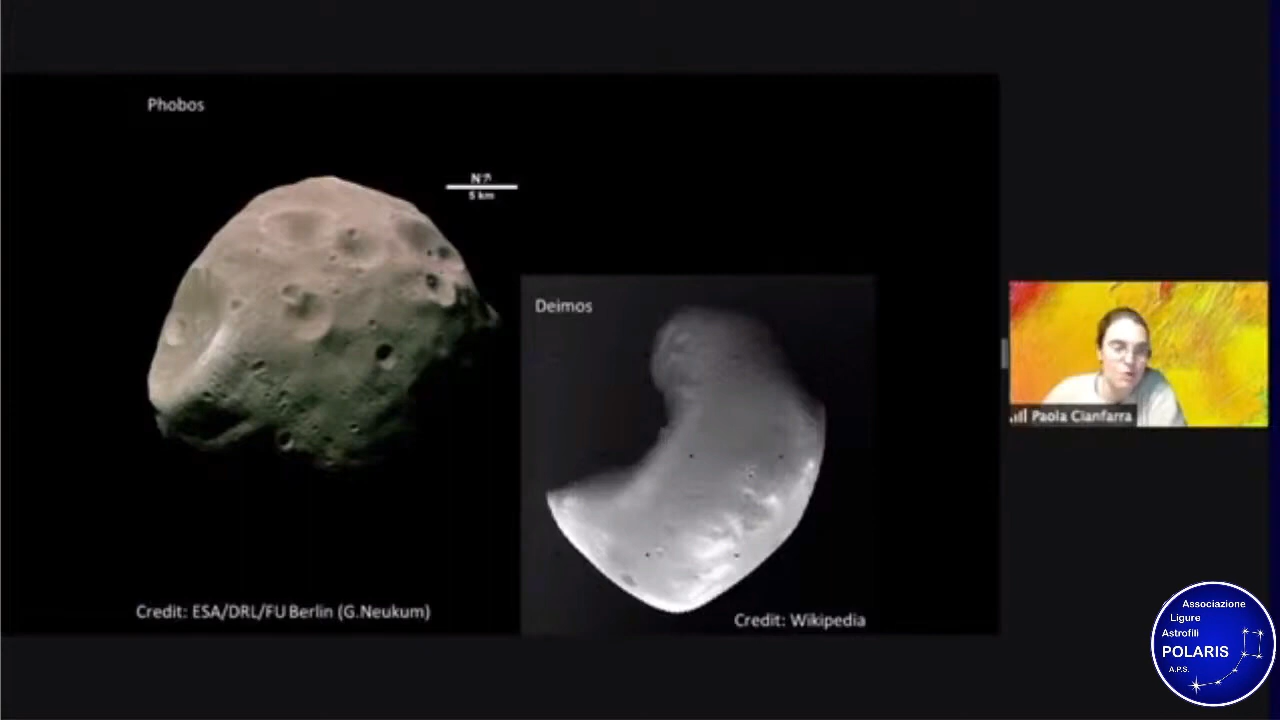 Phobos
N
5 km
Deimos
Credit: ESA/DRL/FU Berlin (G.Neukum)
Credit: Wikipedia
Paola Cianfarra
Associazione
Ligure
Astrofili
POLARIS
A.P.S.